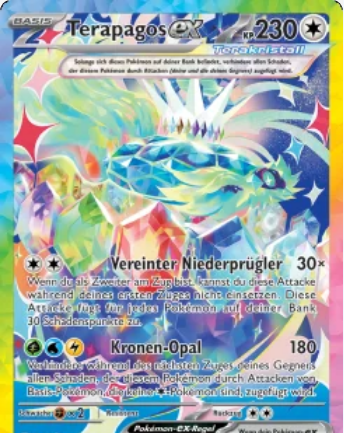 BASIS Terapagos ex KP 230
Terakristall
Solange sich dieses Pokémon auf deiner Bank befindet, verhindere allen Schaden,
der diesem Pokémon durch Attacken (deine und die deines Gegners) zugefügt wird.
Vereinter Niederprügler 30×
Wenn du als Zweiter am Zug bist, kannst du diese Attacke
während deines ersten Zuges nicht einsetzen. Diese
Attacke fügt für jedes Pokémon auf deiner Bank
30 Schadenspunkte zu.
Kronen-Opal 180
Verhindere während des nächsten Zuges deines Gegners
allen Schaden, der diesem Pokémon durch Attacken von
Basis-Pokémon, die keine Pokémon sind, zugefügt wird.
Schwäche ×2 Resistenz Rückzug
Pokémon-ex-Regel
Wenn dein Pokémon-ex